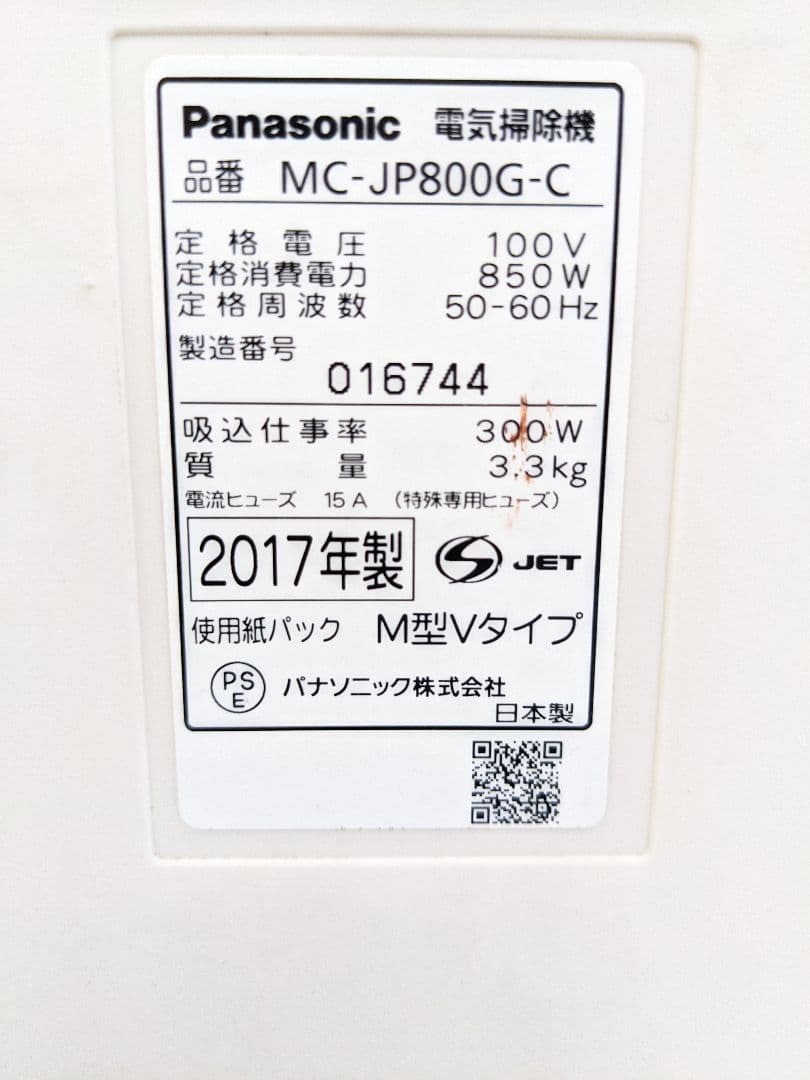 Panasonic 電気掃除機
品番 MC-JP800G-C
定格電圧 100V
定格消費電力 850W
定格周波数 50-60Hz
製造番号
016744
吸込仕事率 300W
質量 3.3kg
電流ヒューズ 15A (特殊専用ヒューズ)
2017年製 S JET
使用紙パック M型Vタイプ
PSE パナソニック株式会社
日本製